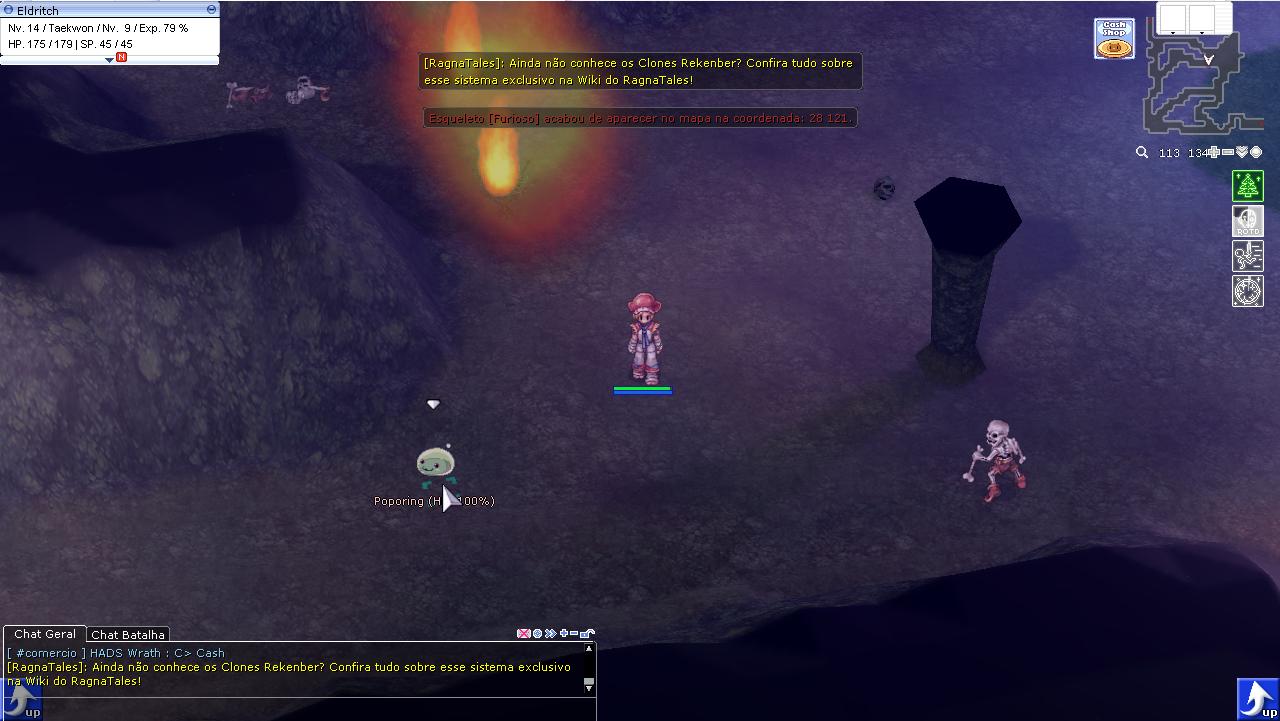 Eldritch
Nv. 14 / Taekwon / Nv. 9 / Exp. 79 %
HP. 175 / 179 | SP. 45 / 45
N
[RagnaTales]: Ainda não conhece os Clones Rekenber? Confira tudo sobre
esse sistema exclusivo na Wiki do RagnaTales!
Esqueleto [Furioso] acabou de aparecer no mapa na coordenada: 28 121.
Cash
Shop
113 134
ROTD
Poporing (H 100%)
Chat Geral
Chat Batalha
[ #comercio ] HADS Wrath : C> Cash
[RagnaTales]: Ainda não conhece os Clones Rekenber? Confira tudo sobre esse sistema exclusivo
na Wiki do RagnaTales!
up
up